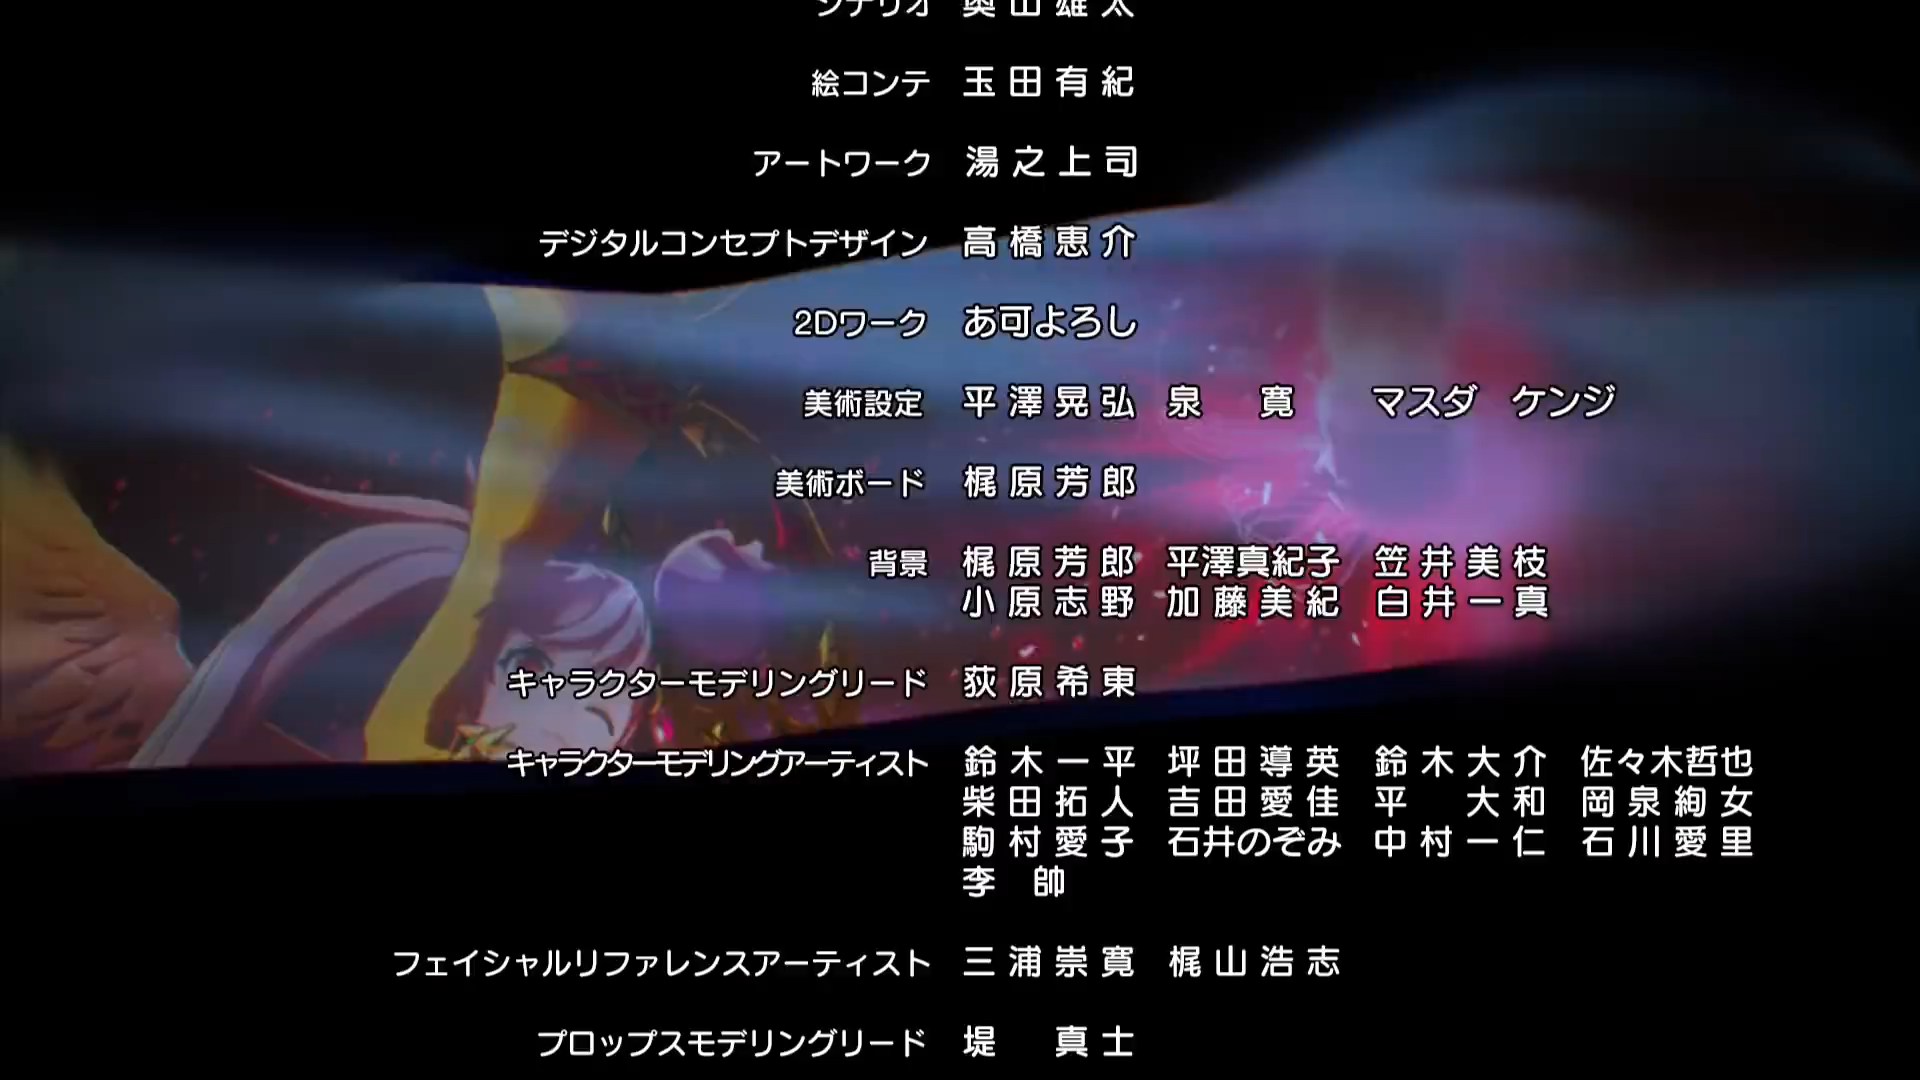 シナリオ 奥山雄太
絵コンテ 玉田有紀
アートワーク 湯之上司
デジタルコンセプトデザイン 高橋恵介
2Dワーク あ可よろし
美術設定 平澤晃弘 泉 寛 マスダ ケンジ
美術ボード 梶原芳郎
背景 梶原芳郎 平澤真紀子 笠井美枝
小原志野 加藤美紀 白井一真
キャラクターモデリングリード 荻原希東
キャラクターモデリングアーティスト 鈴木一平 坪田導英 鈴木大介 佐々木哲也
柴田拓人 吉田愛佳 平 大和 岡泉絢女
駒村愛子 石井のぞみ 中村一仁 石川愛里
李 帥
フェイシャルリファレンスアーティスト 三浦崇寛 梶山浩志
プロップスモデリングリード 堤 真士